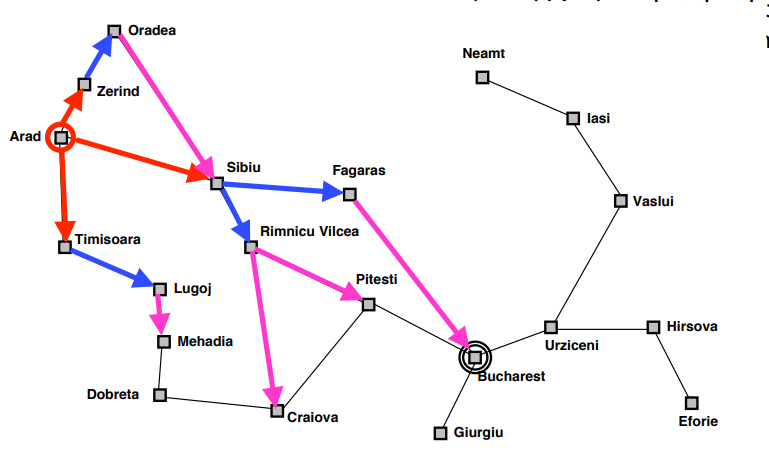 Oradea
Neamt
Zerind
Iasi
Arad
Sibiu
Fagaras
Vaslui
Timisoara
Rimnicu Vilcea
Lugoj
Pitesti
Mehadia
Hirsova
Urziceni
Bucharest
Dobreta
Craiova
Eforie
Giurgiu